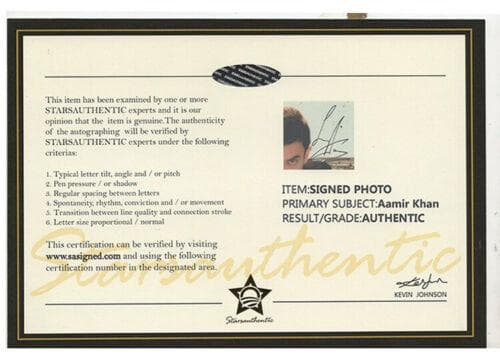 This item has been examined by one or more
STARSAUTHENTIC experts and it is our
opinion that the item is genuine.The authenticity
of the autographing will be verified by
STARSAUTHENTIC experts under the following
criterias:
1. Typical letter tilt, angle and / or pitch
2. Pen pressure / or shadow
3. Regular spacing between letters
4. Spontaneity, rhythm, conviction and / or movement
5. Transition between line quality and connection stroke
6. Letter size proportional / normal
This certification can be verified by visiting
www.sasigned.com and using the following
certification number in the designated area.
ITEM:SIGNED PHOTO
PRIMARY SUBJECT:Aamir Khan
RESULT/GRADE:AUTHENTIC
Starsauthentic
KEVIN JOHNSON
Starsauthentic